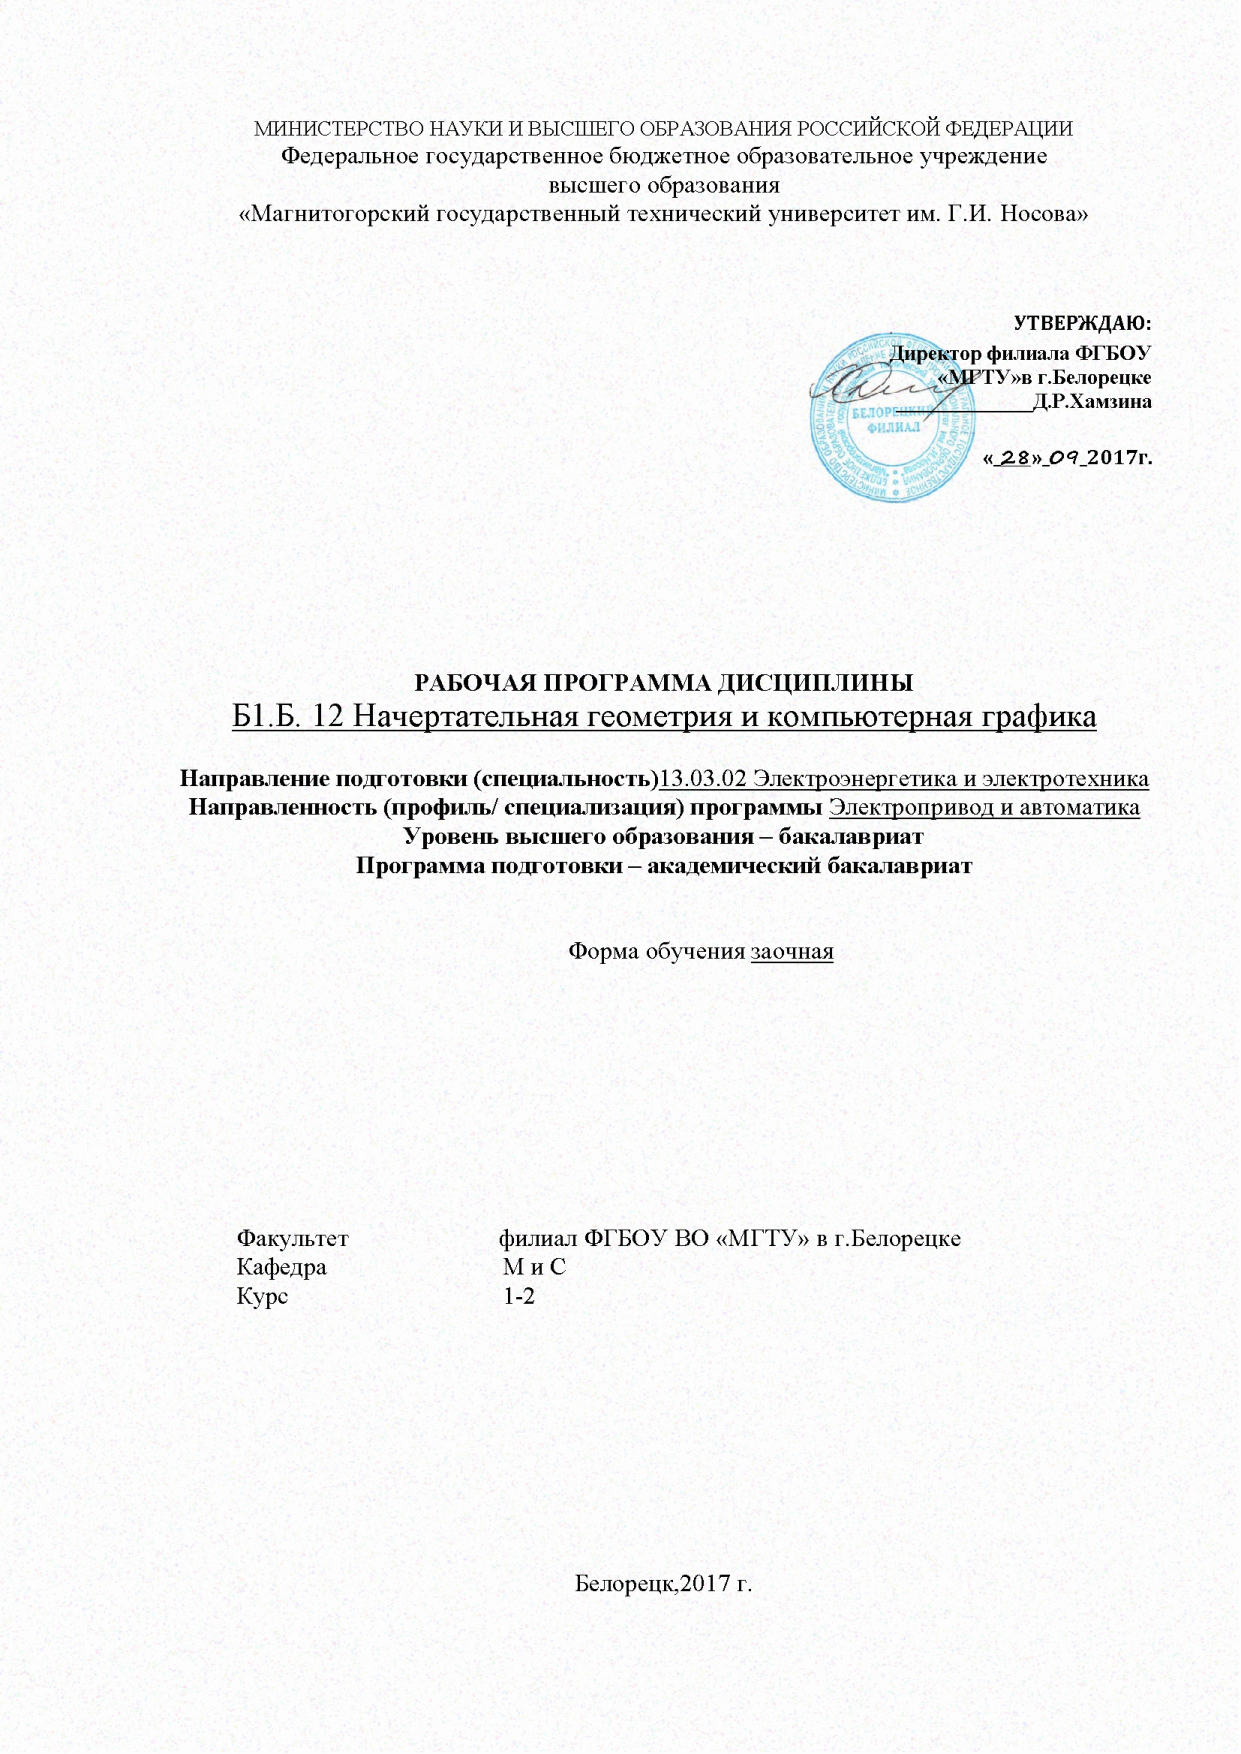 МИНИСТЕРСТВО НАУКИ И ВЫСШЕГО ОБРАЗОВАНИЯ РОССИЙСКОЙ ФЕДЕРАЦИИ
Федеральное государственное бюджетное образовательное учреждение
высшего образования
«Магнитогорский государственный технический университет им. Г.И. Носова»
УТВЕРЖДАЮ:
Директор филиала ФГБОУ
«МГТУ»в г.Белорецке
Д.Р.Хамзина
БЕЛОРЕЦКИЙ
ФИЛИАЛ
«_28_»_09_2017г.
РАБОЧАЯ ПРОГРАММА ДИСЦИПЛИНЫ
Б1.Б. 12 Начертательная геометрия и компьютерная графика
Направление подготовки (специальность)13.03.02 Электроэнергетика и электротехника
Направленность (профиль/ специализация) программы Электропривод и автоматика
Уровень высшего образования – бакалавриат
Программа подготовки – академический бакалавриат
Форма обучения заочная
Факультет филиал ФГБОУ ВО «МГТУ» в г.Белорецке
Кафедра М и С
Курс 1-2
Белорецк,2017 г.